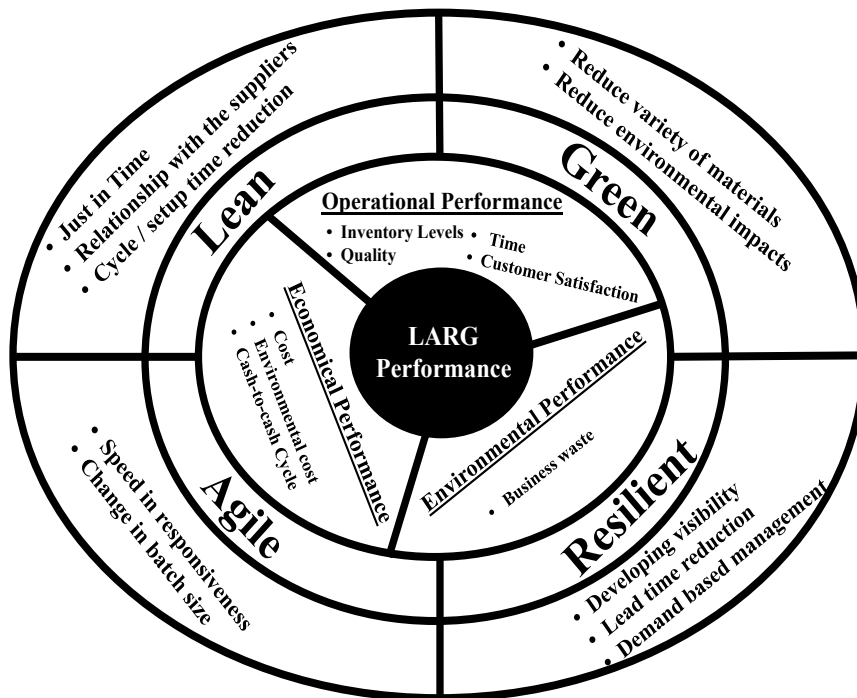 Lean
• Just in Time
• Relationship with the suppliers
• Cycle / setup time reduction
Green
• Reduce variety of materials
• Reduce environmental impacts
Operational Performance
• Inventory Levels
• Quality
• Time
• Customer Satisfaction
LARG
Performance
Economical Performance
• Cost
• Environmental cost
• Cash-to-cash Cycle
Environmental Performance
• Business waste
Agile
• Speed in responsiveness
• Change in batch size
Resilient
• Developing visibility
• Lead time reduction
• Demand based management